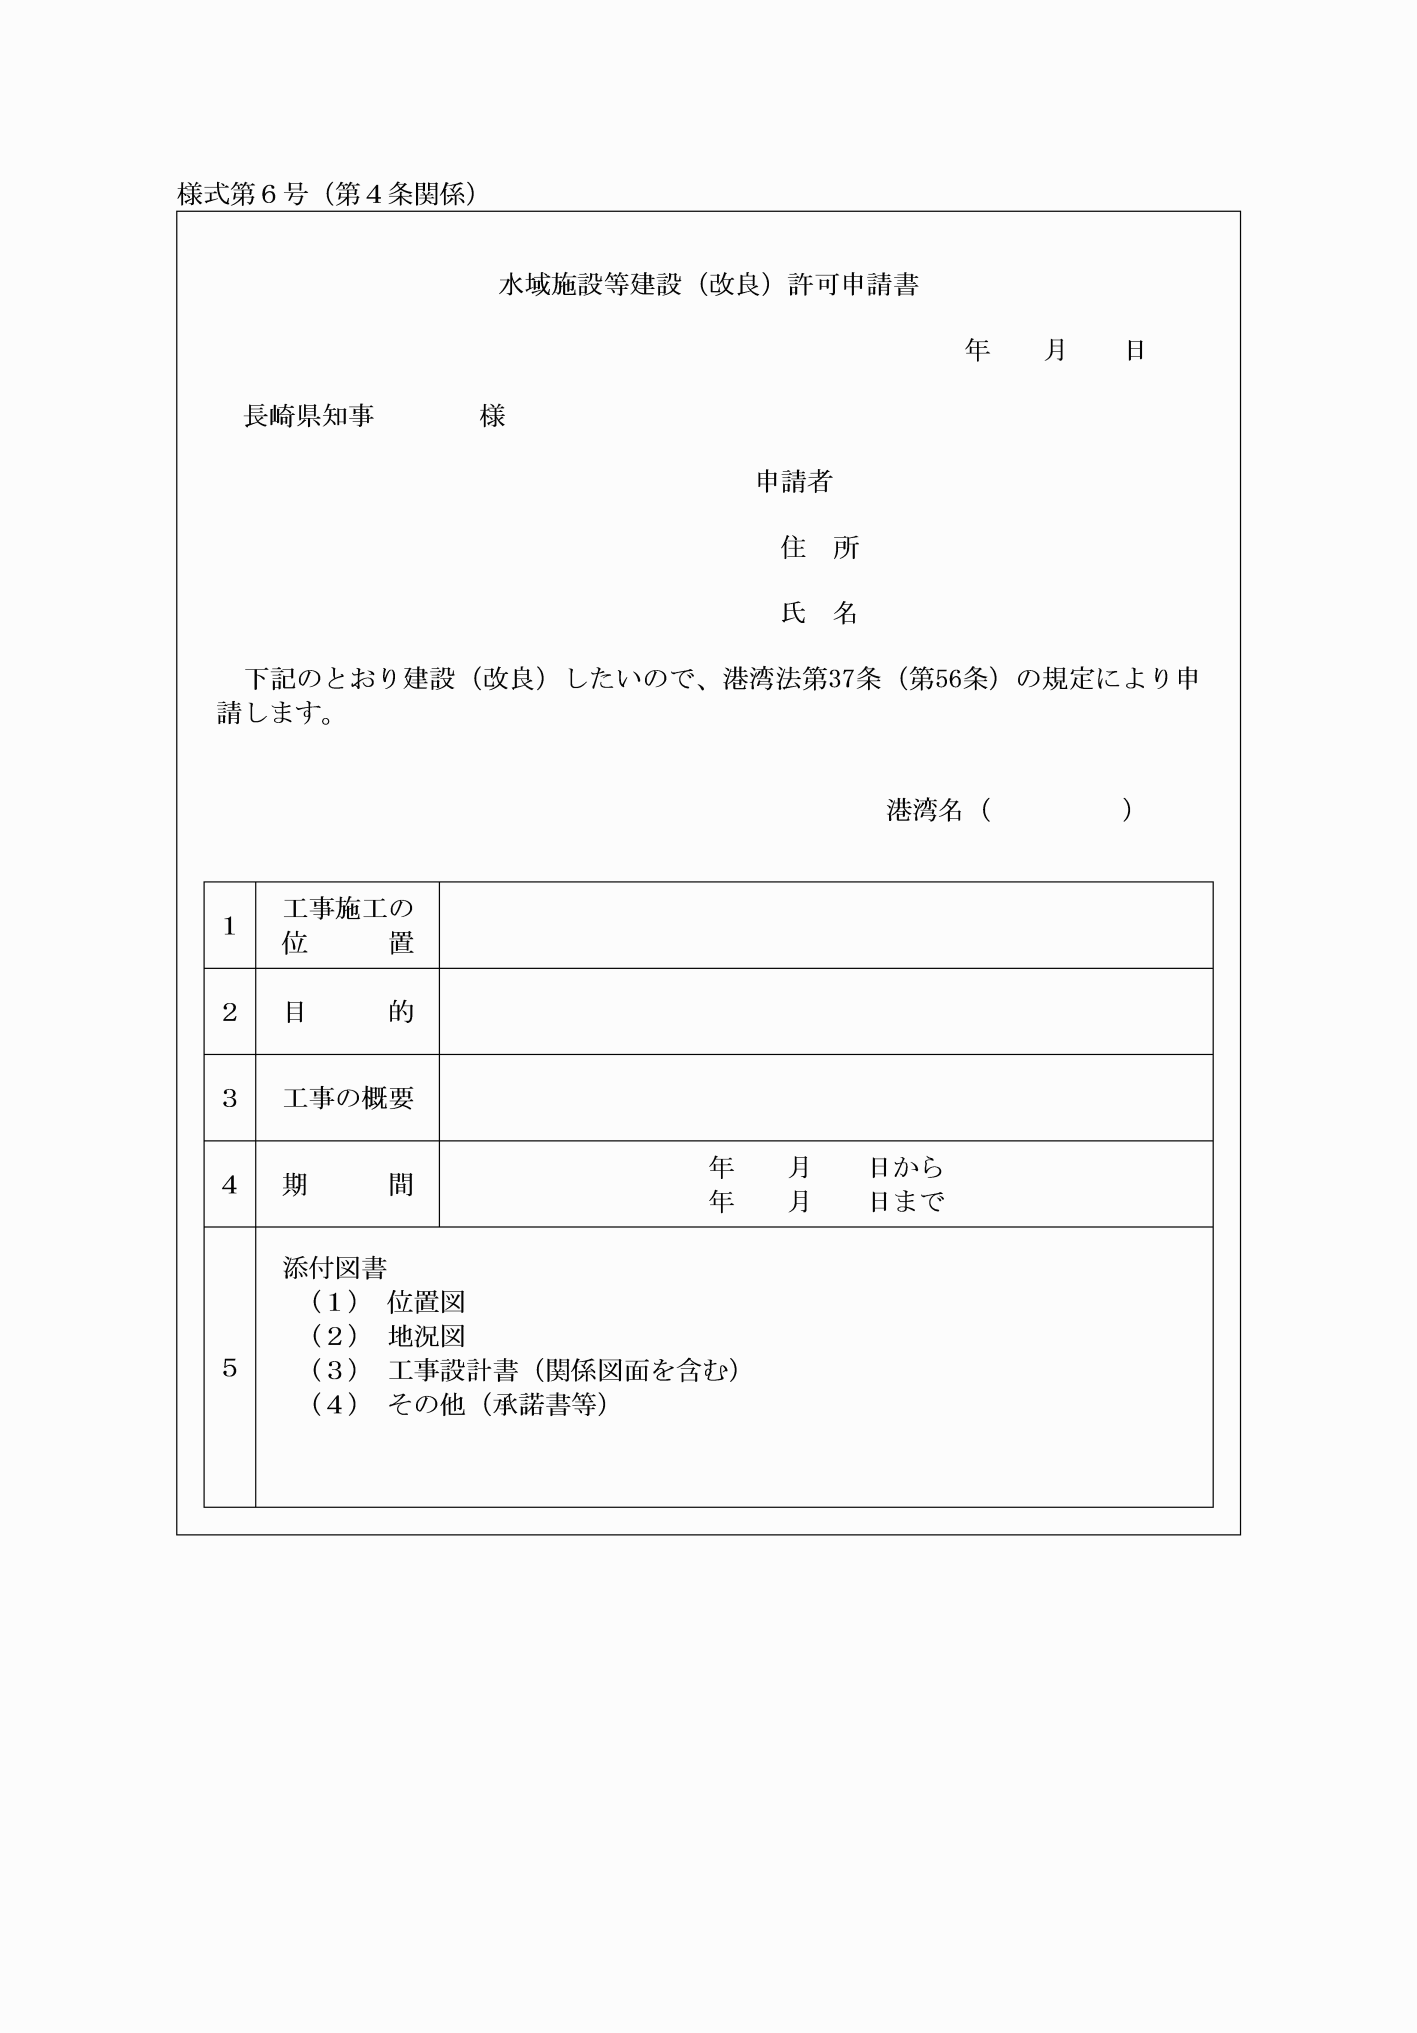 様式第６号（第４条関係）
水域施設等建設（改良）許可申請書
年　　月　　日
長崎県知事　　　　様
申請者
住　所
氏　名
下記のとおり建設（改良）したいので、港湾法第37条（第56条）の規定により申
請します。
港湾名（　　　　　）
１　工事施工の
位　　　置
２　目　　　的
３　工事の概要
４　期　　　間　年　　月　　日から
年　　月　　日まで
５　添付図書
（１）　位置図
（２）　地況図
（３）　工事設計書（関係図面を含む）
（４）　その他（承諾書等）